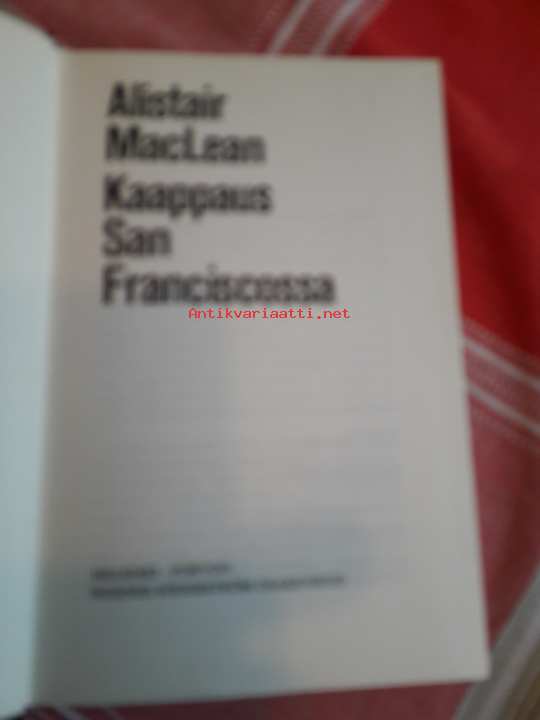 Alistair
MacLean
Kaappaus
San
Franciscossa
Antikvariaatti.net